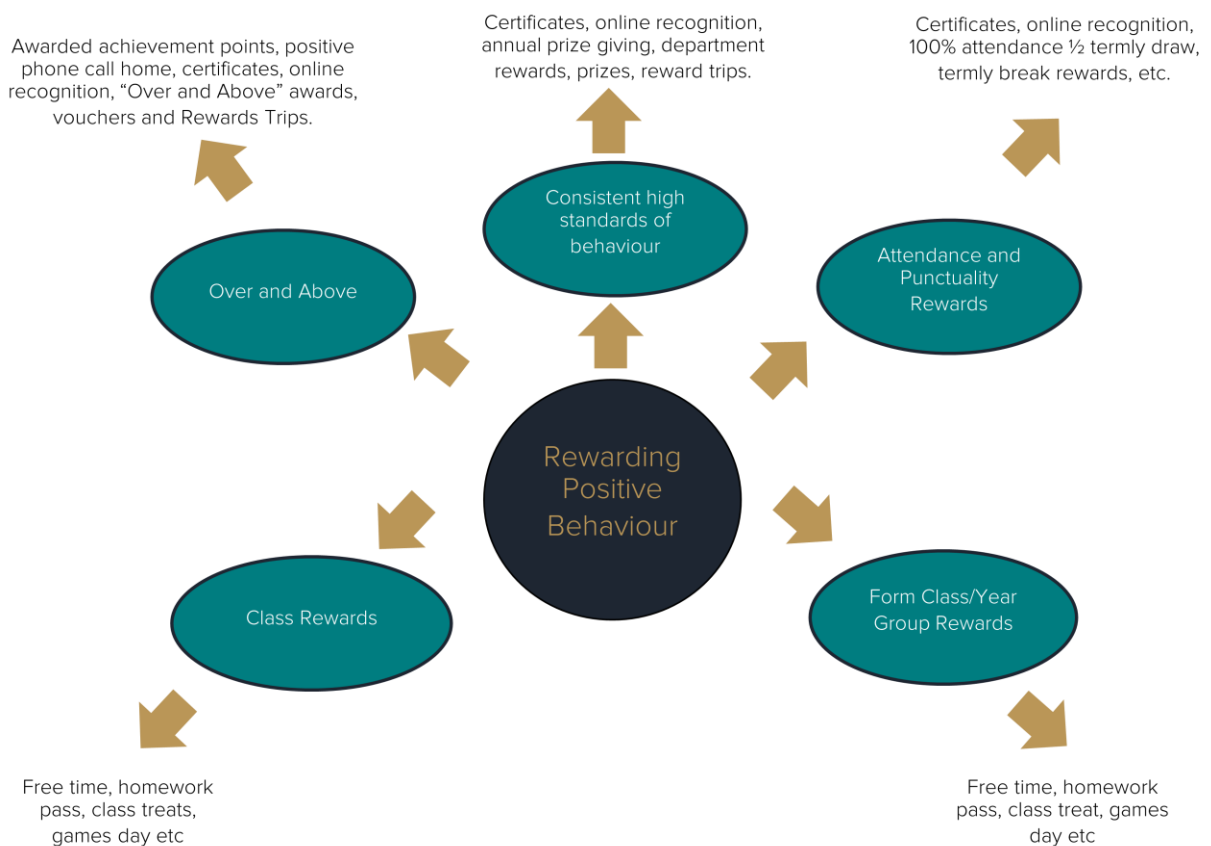 Awarded achievement points, positive
phone call home, certificates, online
recognition, “Over and Above” awards,
vouchers and Rewards Trips.
Certificates, online recognition,
annual prize giving, department
rewards, prizes, reward trips.
Certificates, online recognition,
100% attendance ½ termly draw,
termly break rewards, etc.
Over and Above
Consistent high
standards of
behaviour
Attendance and
Punctuality
Rewards
Rewarding
Positive
Behaviour
Class Rewards
Form Class/Year
Group Rewards
Free time, homework
pass, class treats,
games day etc
Free time, homework
pass, class treat, games
day etc